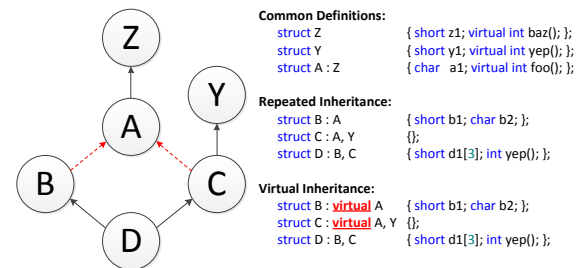 Z
Y
A
B
C
D
Common Definitions:
struct Z { short z1; virtual int baz(); };
struct Y { short y1; virtual int yep(); };
struct A : Z { char a1; virtual int foo(); };
Repeated Inheritance:
struct B : A { short b1; char b2; };
struct C : A, Y {};
struct D : B, C { short d1[3]; int yep(); };
Virtual Inheritance:
struct B : virtual A { short b1; char b2; };
struct C : virtual A, Y {};
struct D : B, C { short d1[3]; int yep(); };